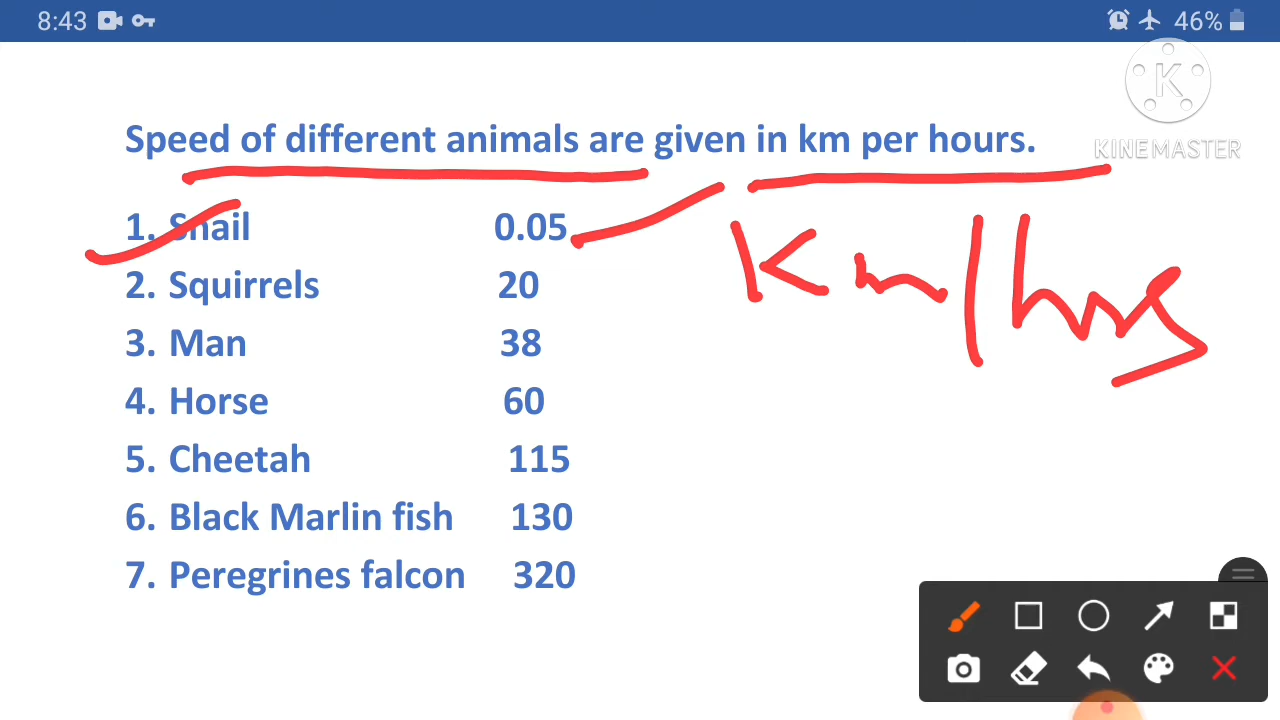 8:43 46%
K
KINEMASTER
Speed of different animals are given in km per hours.
1. Snail 0.05
Km/hrs
2. Squirrels 20
3. Man 38
4. Horse 60
5. Cheetah 115
6. Black Marlin fish 130
7. Peregrines falcon 320